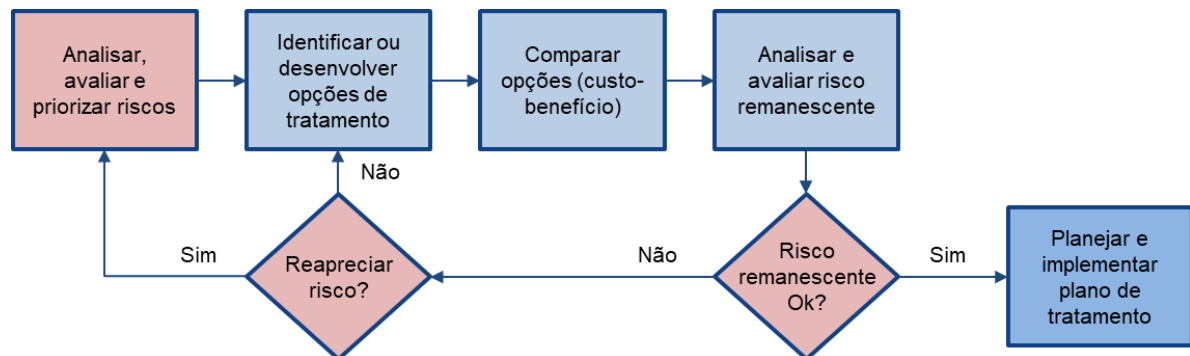 Analisar,
avaliar e
priorizar riscos
Identificar ou
desenvolver
opções de
tratamento
Comparar
opções (custo-
benefício)
Analisar e
avaliar risco
remanescente
Não
Sim
Reapreciar
risco?
Não
Risco
remanescente
Ok?
Sim
Planejar e
implementar
plano de
tratamento